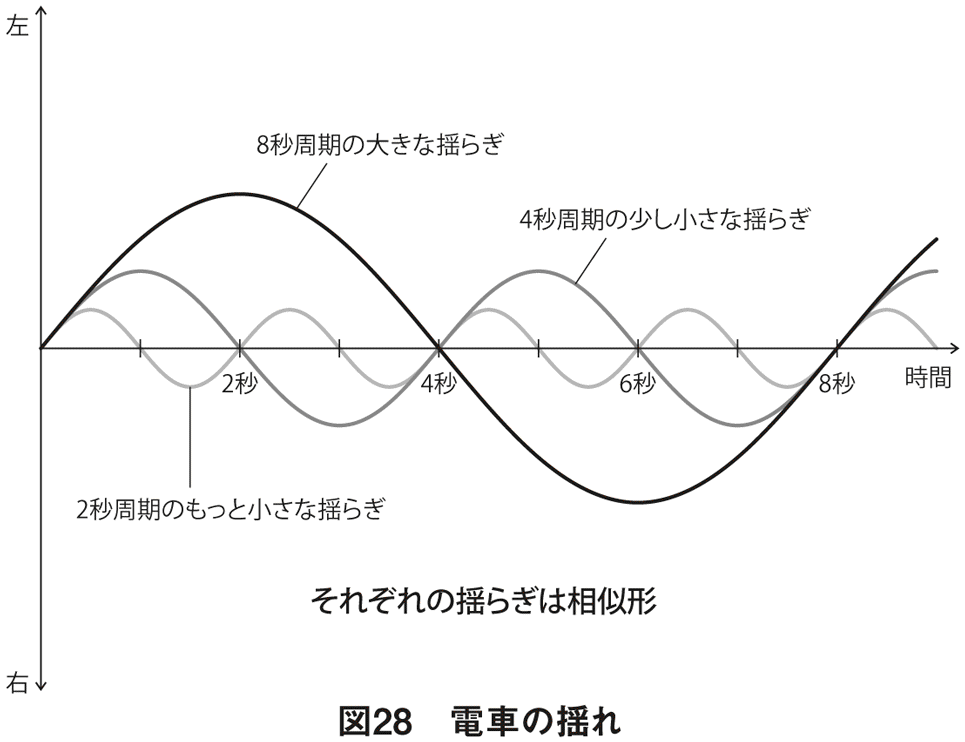 左
8秒周期の大きな揺らぎ
4秒周期の少し小さな揺らぎ
2秒
4秒
6秒
8秒
時間
2秒周期のもっと小さな揺らぎ
それぞれの揺らぎは相似形
右
図28 電車の揺れ